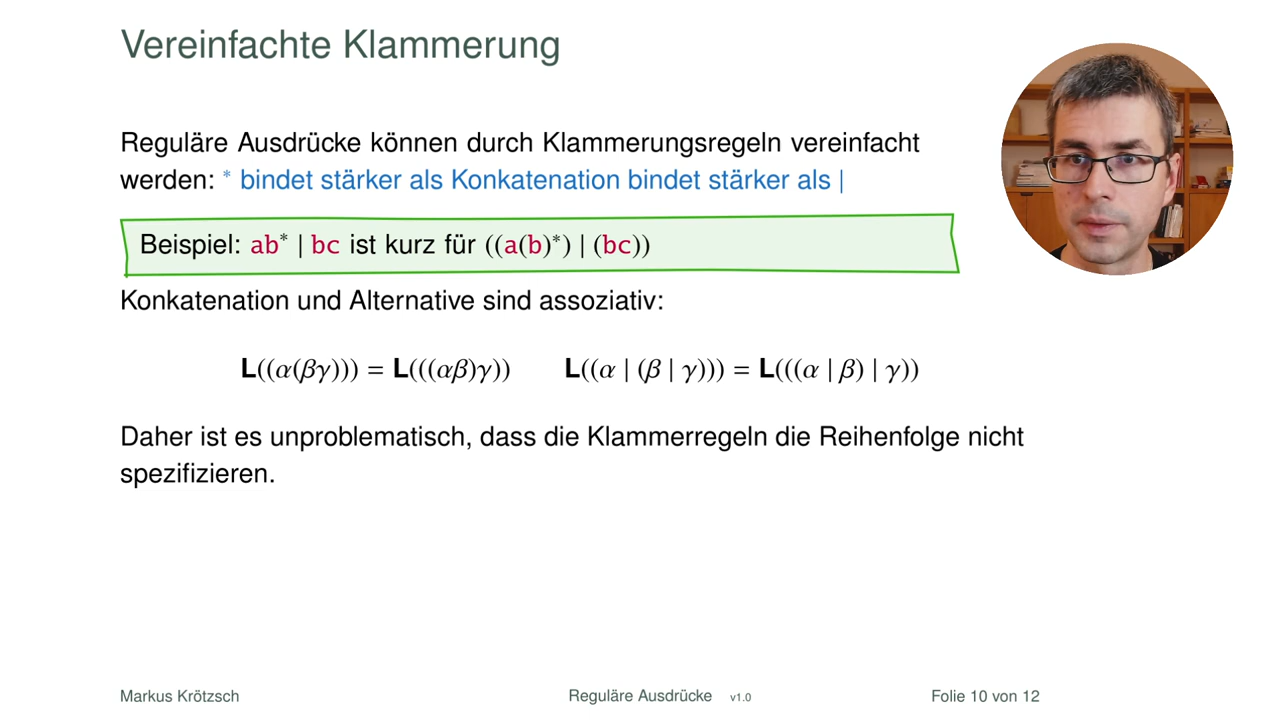 Vereinfachte Klammerung
Reguläre Ausdrücke können durch Klammerungsregeln vereinfacht
werden: * bindet stärker als Konkatenation bindet stärker als |
Beispiel: ab* | bc ist kurz für ((a(b)*) | (bc))
Konkatenation und Alternative sind assoziativ:
L((α(βγ))) = L(((αβ)γ)) L((α | (β | γ))) = L(((α | β) | γ))
Daher ist es unproblematisch, dass die Klammerregeln die Reihenfolge nicht
spezifizieren.
Markus Krötzsch Reguläre Ausdrücke v1.0 Folie 10 von 12